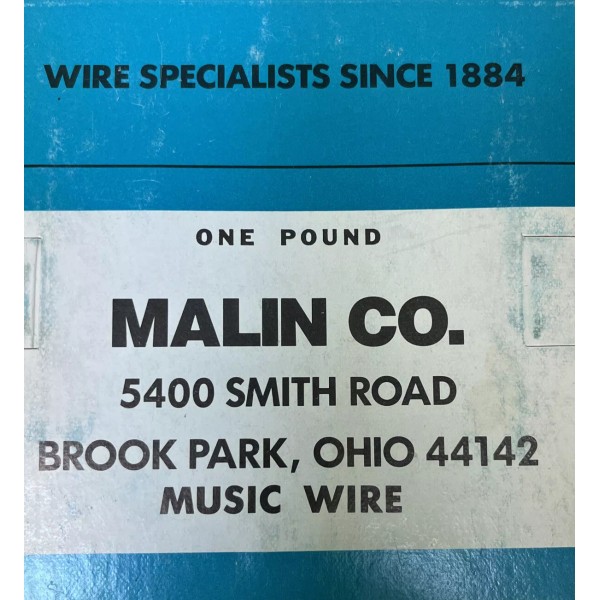 WIRE SPECIALISTS SINCE 1884
ONE POUND
MALIN CO.
5400 SMITH ROAD
BROOK PARK, OHIO 44142
MUSIC WIRE